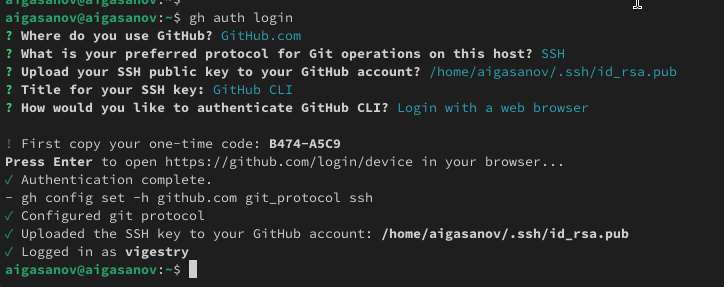 aigasanov@aigasanov:~$ gh auth login
? Where do you use GitHub? GitHub.com
? What is your preferred protocol for Git operations on this host? SSH
? Upload your SSH public key to your GitHub account? /home/aigasanov/.ssh/id_rsa.pub
? Title for your SSH key: GitHub CLI
? How would you like to authenticate GitHub CLI? Login with a web browser
! First copy your one-time code: B474-A5C9
Press Enter to open https://github.com/login/device in your browser...
✓ Authentication complete.
- gh config set -h github.com git_protocol ssh
✓ Configured git protocol
✓ Uploaded the SSH key to your GitHub account: /home/aigasanov/.ssh/id_rsa.pub
✓ Logged in as vigestry
aigasanov@aigasanov:~$